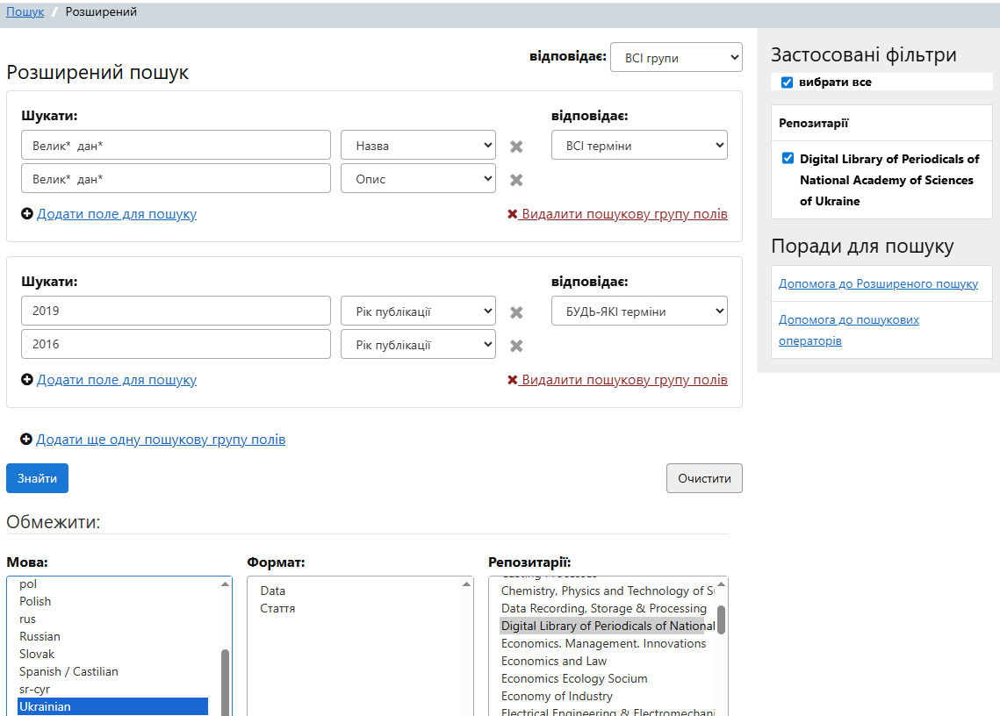 Пошук / Розширений
Розширений пошук
відповідає: ВСІ групи
Шукати:
відповідає:
Велик* дан* Назва ВСІ терміни
Велик* дан* Опис
Додати поле для пошуку
Видалити пошукову групу полів
Шукати:
відповідає:
2019 Рік публікації БУДЬ-ЯКІ терміни
2016 Рік публікації
Додати поле для пошуку
Видалити пошукову групу полів
Додати ще одну пошукову групу полів
Знайти
Очистити
Обмежити:
Мова:
pol
Polish
rus
Russian
Slovak
Spanish / Castilian
sr-cyr
Ukrainian
Формат:
Data
Стаття
Репозитарії:
Chemistry, Physics and Technology of S
Data Recording, Storage & Processing
Digital Library of Periodicals of National
Economics. Management. Innovations
Economics and Law
Economics Ecology Socium
Economy of Industry
Electrical Engineering & Electromechani
Застосовані фільтри
вибрати все
Репозитарії
Digital Library of Periodicals of
National Academy of Sciences
of Ukraine
Поради для пошуку
Допомога до Розширеного пошуку
Допомога до пошукових
операторів